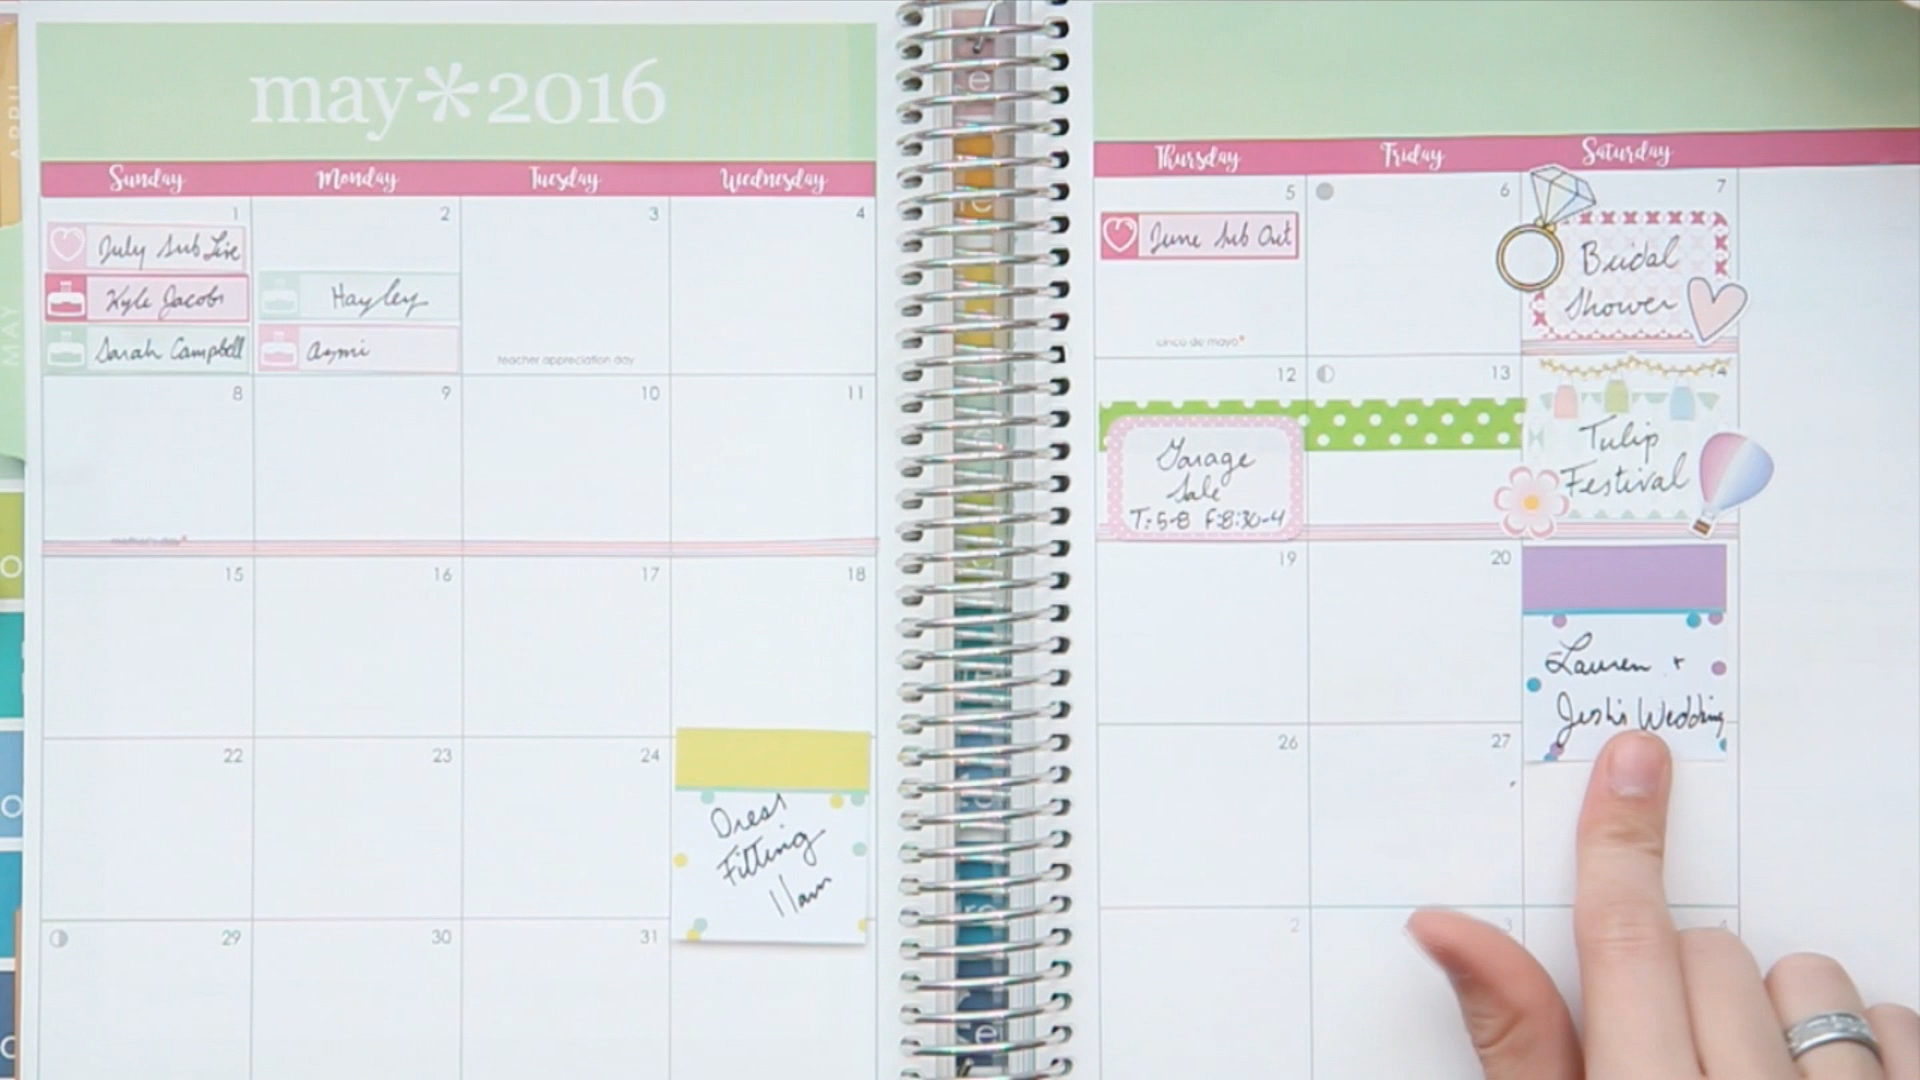 may*2016
Sunday Monday Tuesday Wednesday Thursday Friday Saturday
1 2 3 4 5 6 7
July Sub Live
Kyle Jacobs
Sarah Campbell
Hayley
teacher appreciation day
June Sub Out
cinco de mayo
Bridal
Shower
8 9 10 11 12 13
mother's day
Garage
Sale
T:5-8 F:8:30-4
Tulip
Festival
15 16 17 18 19 20
Lauren +
Josh's Wedding
22 23 24 26 27
Dress
Fitting
11am
29 30 31 2 3 4
MAY